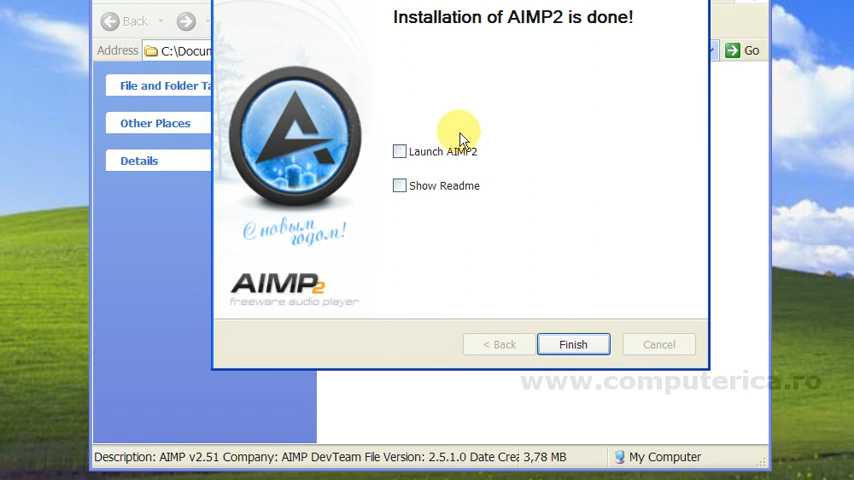 Installation of AIMP2 is done!
Back
Address
C:\Docum
Go
File and Folder Ta
Other Places
Details
Launch AIMP2
Show Readme
С новым
годом!
AIMP2
freeware audio player
< Back
Finish
Cancel
www.computerica.ro
Description: AIMP v2.51 Company: AIMP DevTeam File Version: 2.5.1.0 Date Crea
3,78 MB
My Computer